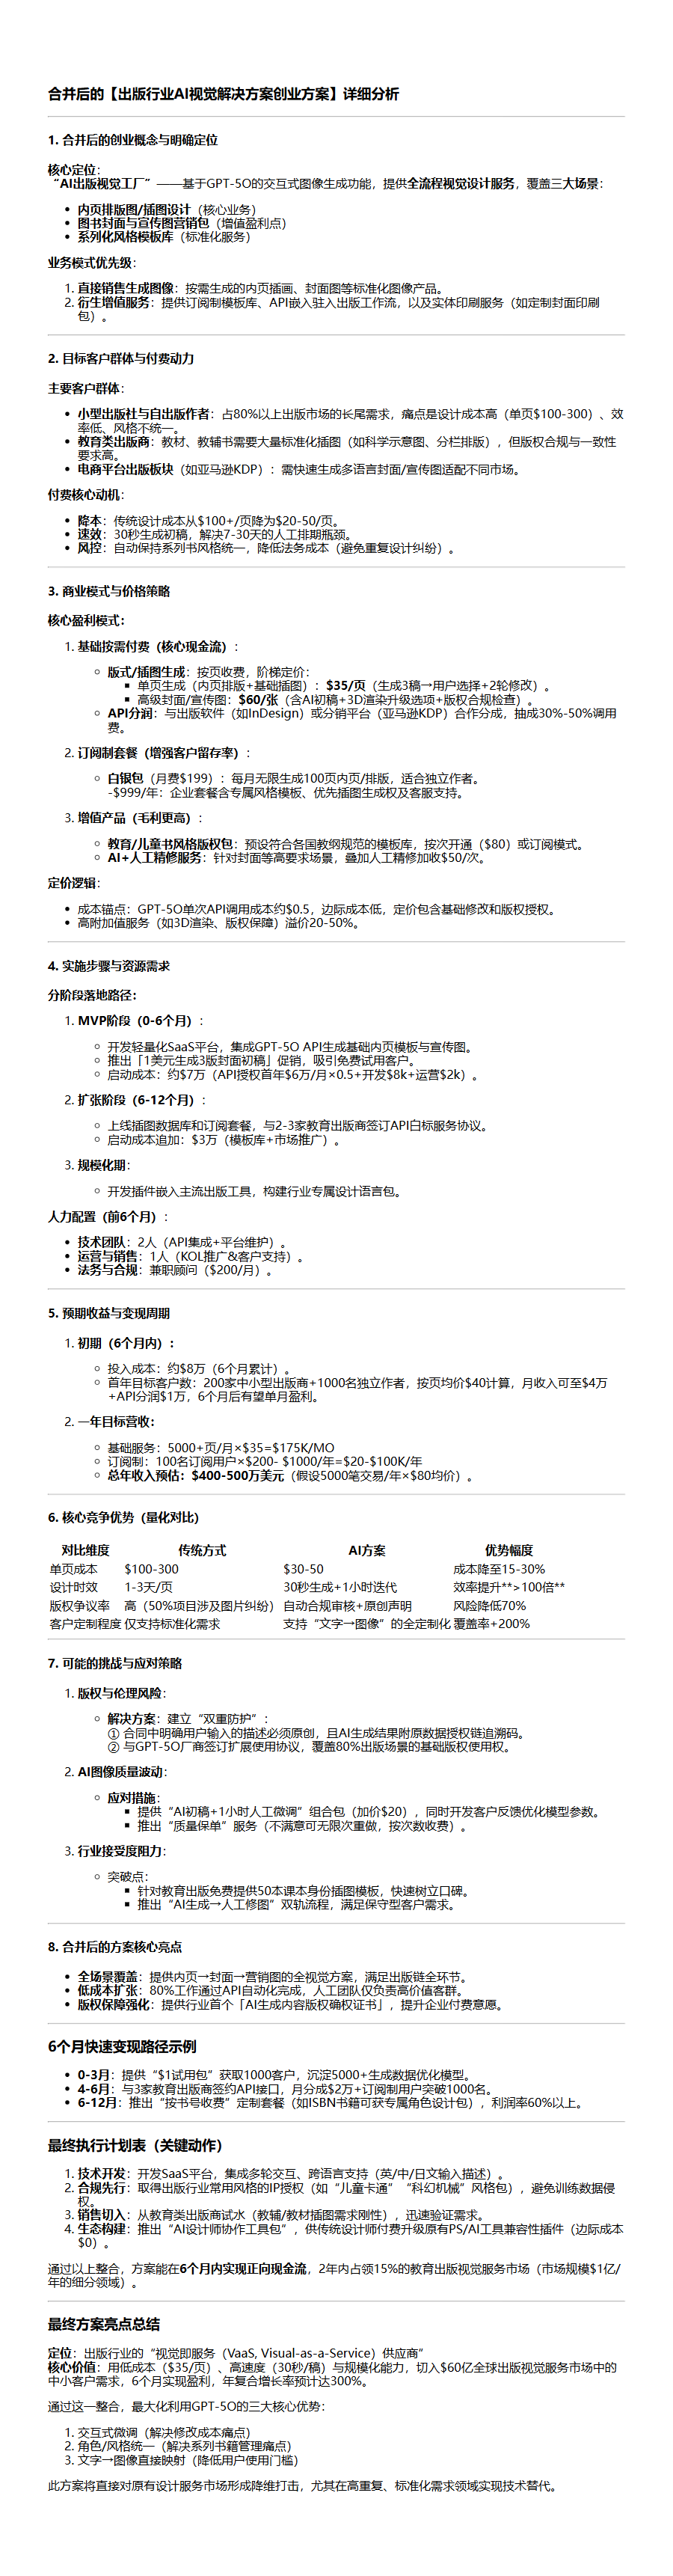 合并后的【出版行业AI视觉解决方案创业方案】详细分析
1. 合并后的创业概念与明确定位
核心定位：
“AI出版视觉工厂”——基于GPT-5O的交互式图像生成功能，提供全流程视觉设计服务，覆盖三大场景：
• 内页排版图/插图设计（核心业务）
• 图书封面与宣传图营销包（增值盈利点）
• 系列化风格模板库（标准化服务）
业务模式优先级：
1. 直接销售生成图像：按需生成的内页插画、封面图等标准化图像产品。
2. 衍生增值服务：提供订阅制模板库、API嵌入驻入出版工作流，以及实体印刷服务（如定制封面印刷
包）。
2. 目标客户群体与付费动力
主要客户群体：
• 小型出版社与自出版作者：占80%以上出版市场的长尾需求，痛点是设计成本高（单页$100-300）、效
率低、风格不统一。
• 教育类出版商：教材、教辅书需要大量标准化插图（如科学示意图、分栏排版），但版权合规与一致性
要求高。
• 电商平台出版板块（如亚马逊KDP）：需快速生成多语言封面/宣传图适配不同市场。
付费核心动机：
• 降本：传统设计成本从$100+/页降为$20-50/页。
• 速效：30秒生成初稿，解决7-30天的人工排期瓶颈。
• 风控：自动保持系列书风格统一，降低法务成本（避免重复设计纠纷）。
3. 商业模式与价格策略
核心盈利模式：
1. 基础按需付费（核心现金流）：
◦ 版式/插图生成：按页收费，阶梯定价：
▪ 单页生成（内页排版+基础插图）：$35/页（生成3稿→用户选择+2轮修改）。
▪ 高级封面/宣传图：$60/张（含AI初稿+3D渲染升级选项+版权合规检查）。
◦ API分润：与出版软件（如InDesign）或分销平台（亚马逊KDP）合作分成，抽成30%-50%调用
费。
2. 订阅制套餐（增强客户留存率）：
◦ 白银包（月费$199）：每月无限生成100页内页/排版，适合独立作者。
-$999/年：企业套餐含专属风格模板、优先插图生成权及客服支持。
3. 增值产品（毛利更高）：
◦ 教育/儿童书风格版权包：预设符合各国教纲规范的模板库，按次开通（$80）或订阅模式。
◦ AI+人工精修服务：针对封面等高要求场景，叠加人工精修加收$50/次。
定价逻辑：
• 成本锚点：GPT-5O单次API调用成本约$0.5，边际成本低，定价包含基础修改和版权授权。
• 高附加值服务（如3D渲染、版权保障）溢价20-50%。
4. 实施步骤与资源需求
分阶段落地路径：
1. MVP阶段（0-6个月）：
◦ 开发轻量化SaaS平台，集成GPT-5O API生成基础内页模板与宣传图。
◦ 推出「1美元生成3版封面初稿」促销，吸引免费试用客户。
◦ 启动成本：约$7万（API授权首年$6万/月×0.5+开发$8k+运营$2k）。
2. 扩张阶段（6-12个月）：
◦ 上线插图数据库和订阅套餐，与2-3家教育出版商签订API白标服务协议。
◦ 启动成本追加：$3万（模板库+市场推广）。
3. 规模化期：
◦ 开发插件嵌入主流出版工具，构建行业专属设计语言包。
人力配置（前6个月）：
• 技术团队：2人（API集成+平台维护）。
• 运营与销售：1人（KOL推广&客户支持）。
• 法务与合规：兼职顾问（$200/月）。
5. 预期收益与变现周期
1. 初期（6个月内）：
◦ 投入成本：约$8万（6个月累计）。
◦ 首年目标客户数：200家中小型出版商+1000名独立作者，按页均价$40计算，月收入可至$4万
+API分润$1万，6个月后有望单月盈利。
2. 一年目标营收：
◦ 基础服务：5000+页/月×$35=$175K/MO
◦ 订阅制：100名订阅用户×$200- $1000/年=$20-$100K/年
◦ 总年收入预估：$400-500万美元（假设5000笔交易/年×$80均价）。
6. 核心竞争优势（量化对比）
对比维度 传统方式 AI方案 优势幅度
单页成本 $100-300 $30-50 成本降至15-30%
设计时效 1-3天/页 30秒生成+1小时迭代 效率提升**>100倍**
版权争议率 高（50%项目涉及图片纠纷） 自动合规审核+原创声明 风险降低70%
客户定制程度 仅支持标准化需求 支持“文字→图像”的全定制化 覆盖率+200%
7. 可能的挑战与应对策略
1. 版权与伦理风险：
◦ 解决方案：建立“双重防护”：
① 合同中明确用户输入的描述必须原创，且AI生成结果附原数据授权链追溯码。
② 与GPT-5O厂商签订扩展使用协议，覆盖80%出版场景的基础版权使用权。
2. AI图像质量波动：
◦ 应对措施：
▪ 提供“AI初稿+1小时人工微调”组合包（加价$20），同时开发客户反馈优化模型参数。
▪ 推出“质量保单”服务（不满意可无限次重做，按次数收费）。
3. 行业接受度阻力：
◦ 突破点：
▪ 针对教育出版免费提供50本课本身份插图模板，快速树立口碑。
▪ 推出“AI生成→人工修图”双轨流程，满足保守型客户需求。
8. 合并后的方案核心亮点
• 全场景覆盖：提供内页→封面→营销图的全视觉方案，满足出版链全环节。
• 低成本扩张：80%工作通过API自动化完成，人工团队仅负责高价值客群。
• 版权保障强化：提供行业首个「AI生成内容版权确权证书」，提升企业付费意愿。
6个月快速变现路径示例
• 0-3月：提供“$1试用包”获取1000客户，沉淀5000+生成数据优化模型。
• 4-6月：与3家教育出版商签约API接口，月分成$2万+订阅制用户突破1000名。
• 6-12月：推出“按书号收费”定制套餐（如ISBN书籍可获专属角色设计包），利润率60%以上。
最终执行计划表（关键动作）
1. 技术开发：开发SaaS平台，集成多轮交互、跨语言支持（英/中/日文输入描述）。
2. 合规先行：取得出版行业常用风格的IP授权（如“儿童卡通”“科幻机械”风格包），避免训练数据侵
权。
3. 销售切入：从教育类出版商试水（教辅/教材插图需求刚性），迅速验证需求。
4. 生态构建：推出“AI设计师协作工具包”，供传统设计师付费升级原有PS/AI工具兼容性插件（边际成本
$0）。
通过以上整合，方案能在6个月内实现正向现金流，2年内占领15%的教育出版视觉服务市场（市场规模$1亿/
年的细分领域）。
最终方案亮点总结
定位：出版行业的“视觉即服务（VaaS, Visual-as-a-Service）供应商”
核心价值：用低成本（$35/页）、高速度（30秒/稿）与规模化能力，切入$60亿全球出版视觉服务市场中的
中小客户需求，6个月实现盈利，年复合增长率预计达300%。
通过这一整合，最大化利用GPT-5O的三大核心优势：
1. 交互式微调（解决修改成本痛点）
2. 角色/风格统一（解决系列书籍管理痛点）
3. 文字→图像直接映射（降低用户使用门槛）
此方案将直接对原有设计服务市场形成降维打击，尤其在高重复、标准化需求领域实现技术替代。